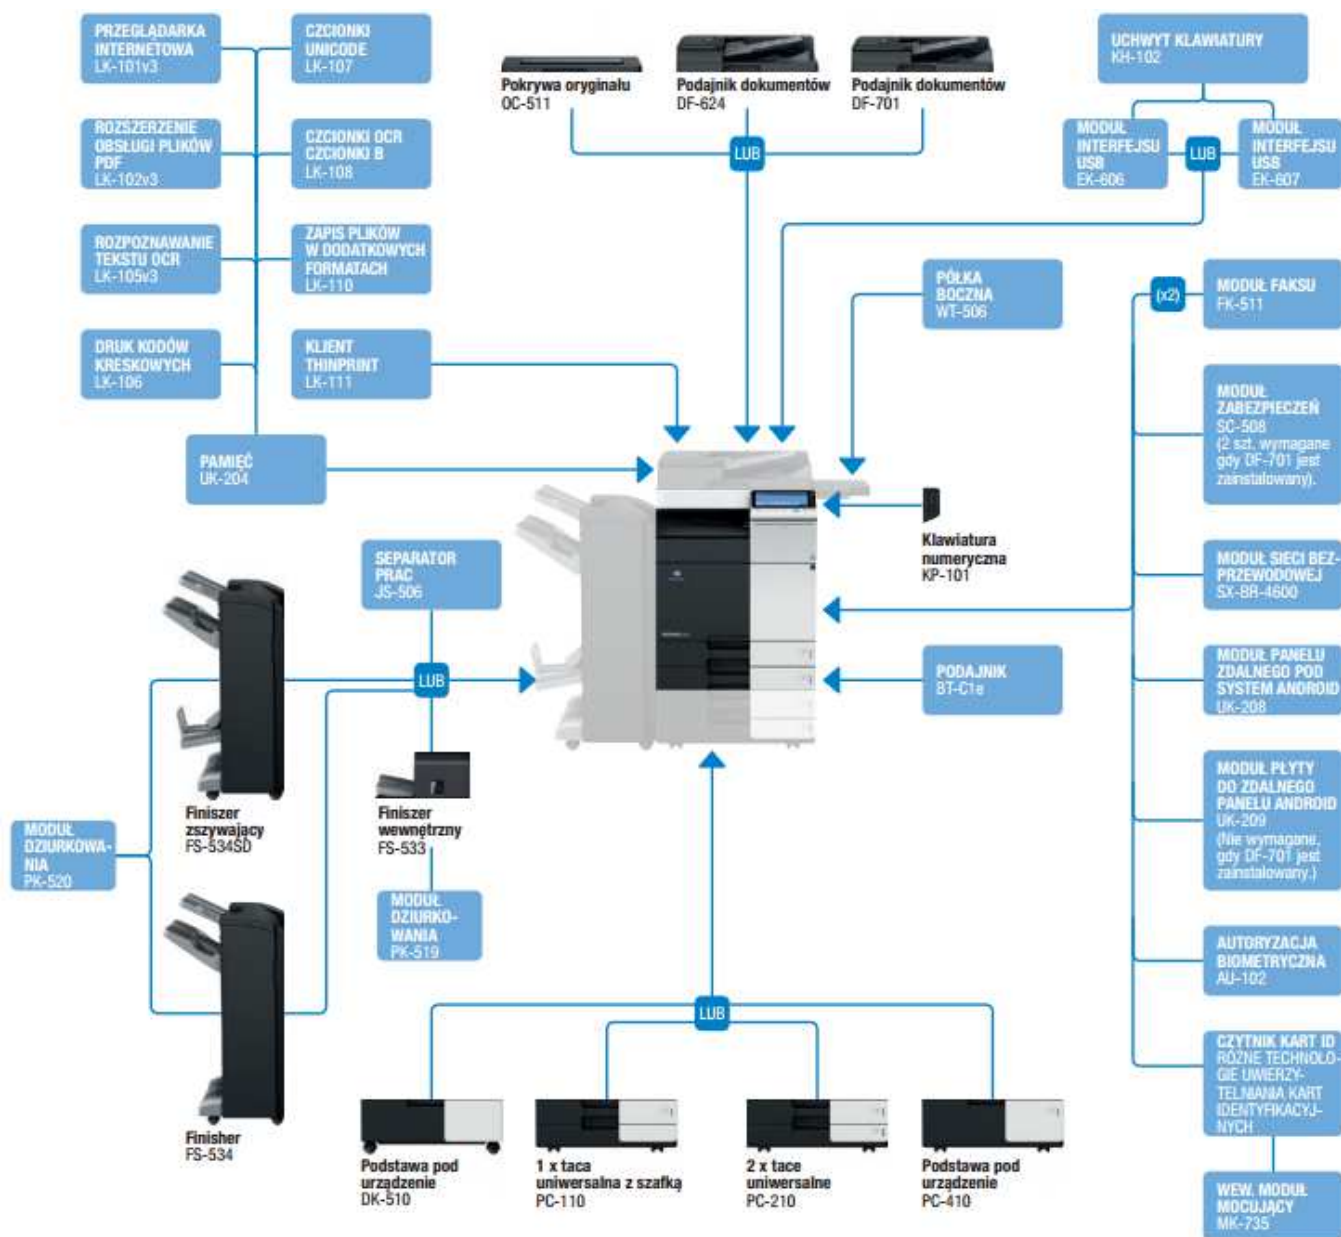 PRZEGLĄDARKA
INTERNETOWA
LK-101v3
CZCIONKI
UNICODE
LK-107
ROZSZERZENIE
OBSŁUGI PLIKÓW
PDF
LK-102v3
CZCIONKI OCR
CZCIONKI B
LK-108
ROZPOZNAWANIE
TEKSTU OCR
LK-105v3
ZAPIS PLIKÓW
W DODATKOWYCH
FORMATACH
LK-110
DRUK KODÓW
KRESKOWYCH
LK-106
KLIENT
THINPRINT
LK-111
PAMIĘĆ
UK-204
Pokrywa oryginału
OC-511
Podajnik dokumentów
DF-624
Podajnik dokumentów
DF-701
LUB
UCHWYT KLAWIATURY
KH-102
MODUŁ
INTERFEJSU
USB
EK-606
LUB
MODUŁ
INTERFEJSU
USB
EK-607
PÓŁKA
BOCZNA
WT-506
(x2)
MODUŁ FAKSU
FK-511
MODUŁ
ZABEZPIECZEŃ
SC-508
(2 szt. wymagane
gdy DF-701 jest
zainstalowany).
Klawiatura
numeryczna
KP-101
MODUŁ SIECI BEZ-
PRZEWODOWEJ
SX-BR-4600
PODAJNIK
BT-C1e
MODUŁ PANELU
ZDALNEGO POD
SYSTEM ANDROID
UK-208
MODUŁ PŁYTY
DO ZDALNEGO
PANELU ANDROID
UK-209
(Nie wymagane,
gdy DF-701 jest
zainstalowany.)
AUTORYZACJA
BIOMETRYCZNA
AU-102
CZYTNIK KART ID
RÓŻNE TECHNOLO-
GIE UWIERZY-
TELNIANIA KART
IDENTYFIKACYJ-
NYCH
WEW. MODUŁ
MOCUJĄCY
MK-735
SEPARATOR
PRAC
JS-506
LUB
Finiszer
zszywający
FS-534SD
Finiszer
wewnętrzny
FS-533
MODUŁ
DZIURKOWA-
NIA
PK-520
MODUŁ
DZIURKO-
WANIA
PK-519
Finisher
FS-534
LUB
Podstawa pod
urządzenie
DK-510
1 x taca
uniwersalna z szafką
PC-110
2 x tace
uniwersalne
PC-210
Podstawa pod
urządzenie
PC-410